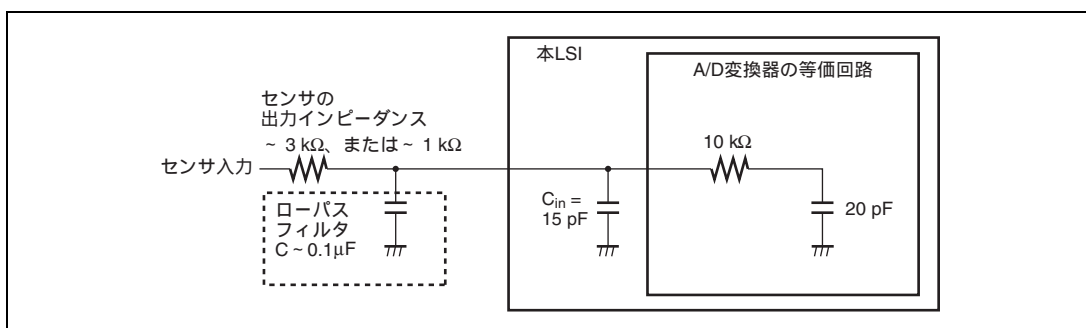 本LSI
A/D変換器の等価回路
センサの
出力インピーダンス
~ 3 kΩ、または~ 1 kΩ
センサ入力
10 kΩ
ローパス
フィルタ
C ~ 0.1μF
Cin =
15 pF
20 pF